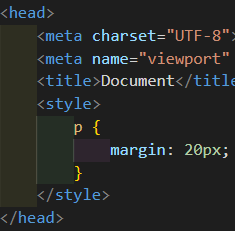 <head>
    <meta charset="UTF-8">
    <meta name="viewport"
    <title>Document</title
    <style>
        p {
            margin: 20px;
        }
    </style>
</head>